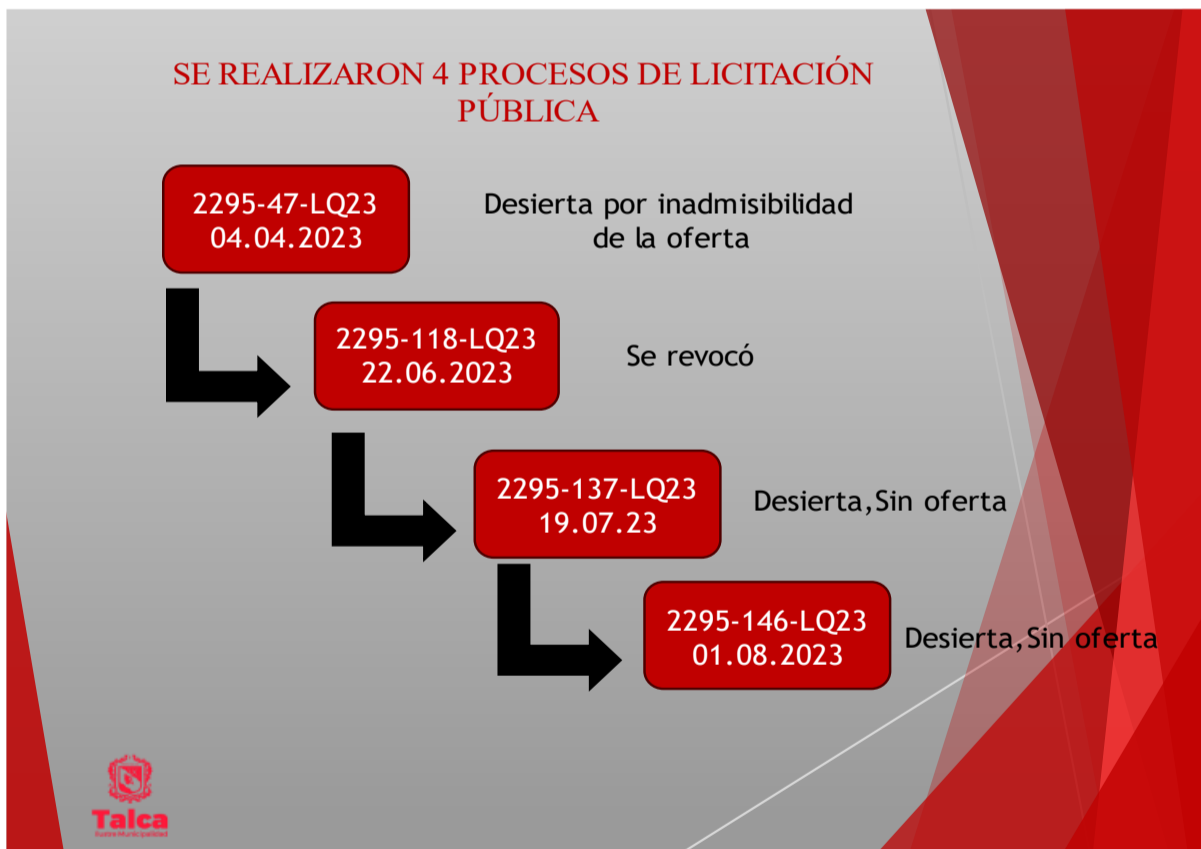 SE REALIZARON 4 PROCESOS DE LICITACIÓN
PÚBLICA
2295-47-LQ23
04.04.2023
Desierta por inadmisibilidad
de la oferta
2295-118-LQ23
22.06.2023
Se revocó
2295-137-LQ23
19.07.23
Desierta,Sin oferta
2295-146-LQ23
01.08.2023
Desierta,Sin oferta
Talca
Ilustre Municipalidad